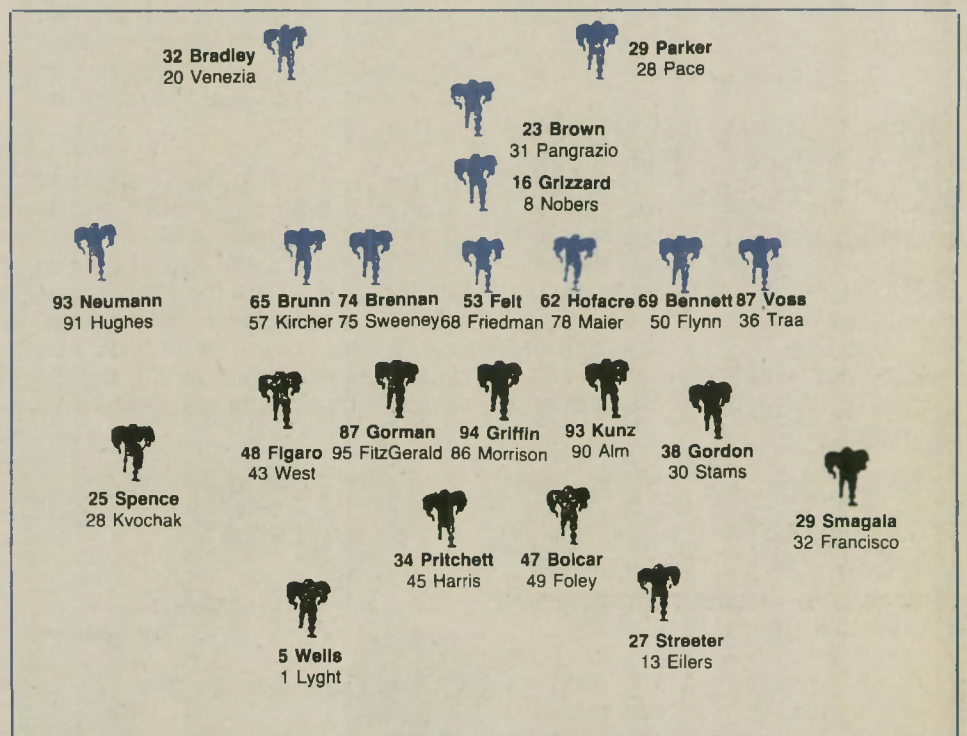 32 Bradley
20 Venezia
29 Parker
28 Pace
23 Brown
31 Pangrazio
16 Grizzard
8 Nobers
93 Neumann
91 Hughes
65 Brunn
57 Kircher
74 Brennan
75 Sweeney
53 Felt
68 Friedman
62 Hofacre
78 Maier
69 Bennett
50 Flynn
87 Voss
36 Traa
48 Figaro
43 West
87 Gorman
95 FitzGerald
94 Griffin
86 Morrison
93 Kunz
90 Alm
38 Gordon
30 Stams
25 Spence
28 Kvochak
29 Smagala
32 Francisco
34 Pritchett
45 Harris
47 Bolcar
49 Foley
27 Streeter
13 Eilers
5 Wells
1 Lyght